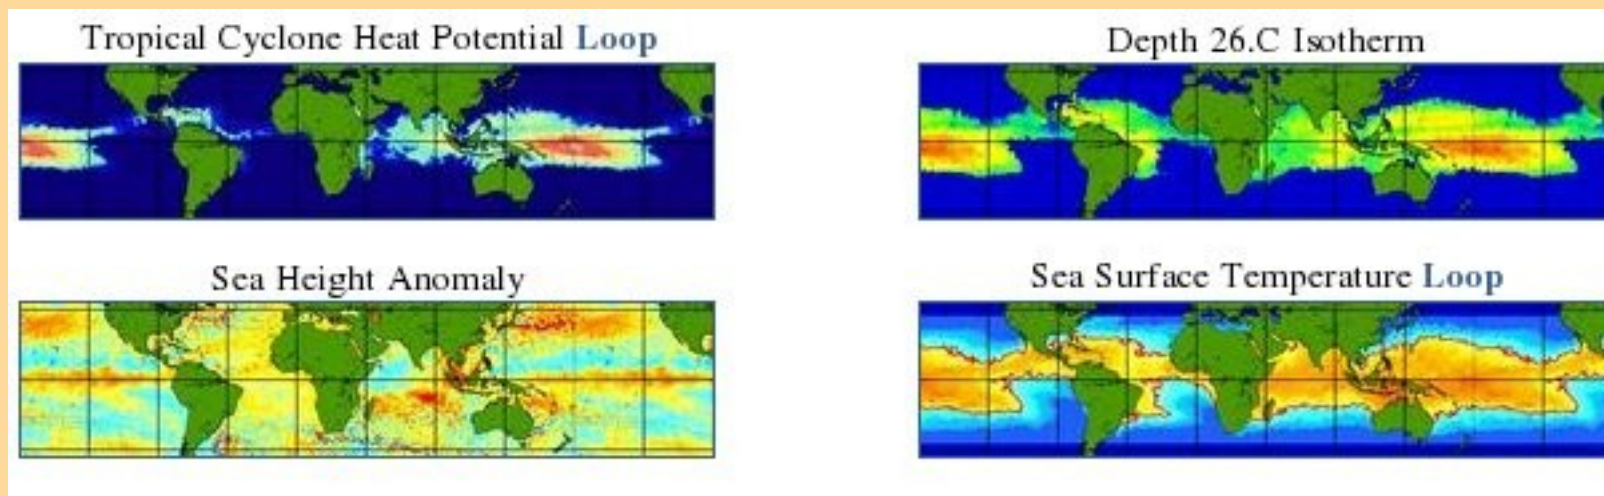 Tropical Cyclone Heat Potential Loop
Depth 26.C Isotherm
Sea Height Anomaly
Sea Surface Temperature Loop